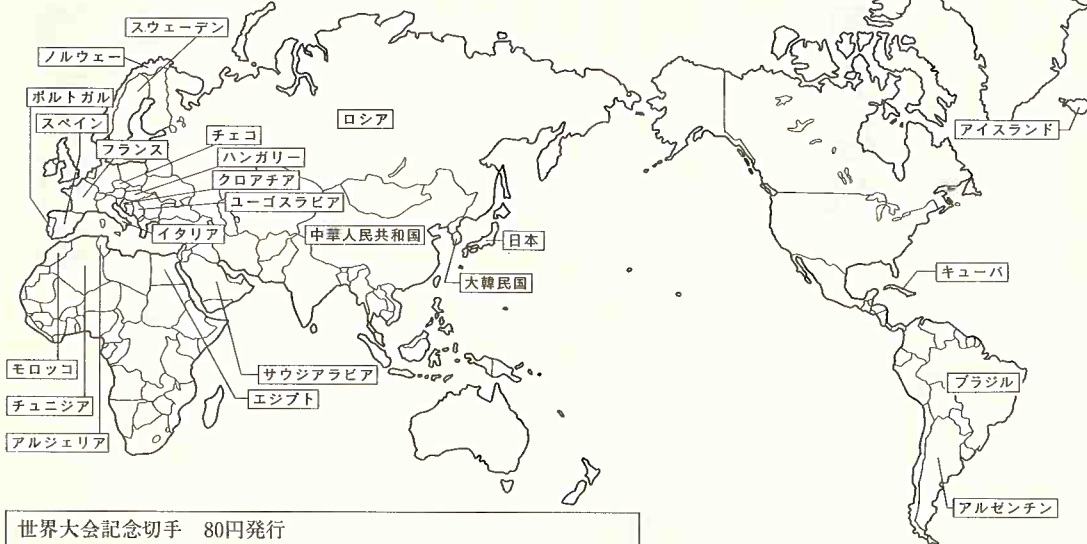 スウェーデン
ノルウェー
ポルトガル
スペイン
フランス
チェコ
ハンガリー
クロアチア
ユーゴスラビア
イタリア
ロシア
中華人民共和国
日本
大韓民国
アイスランド
キューバ
モロッコ
チュニジア
アルジェリア
サウジアラビア
エジプト
ブラジル
アルゼンチン
世界大会記念切手 80円発行